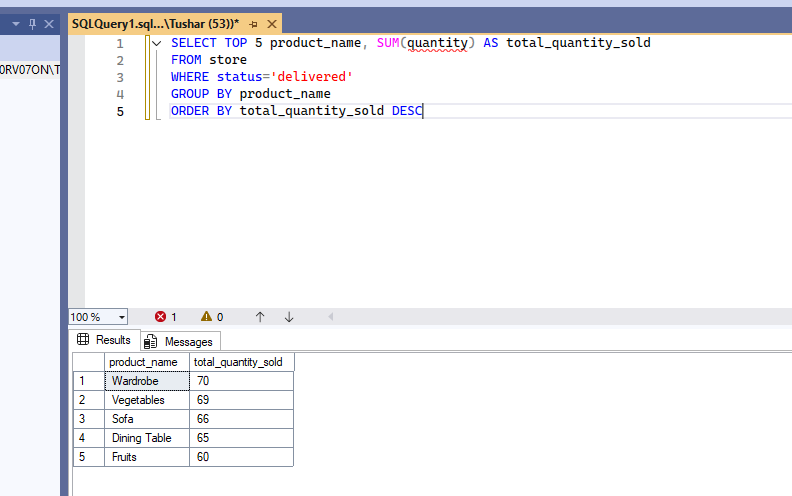 SQLQuery1.sql...\Tushar (53))*
0RV07ON\T
1 SELECT TOP 5 product_name, SUM(quantity) AS total_quantity_sold
2 FROM store
3 WHERE status='delivered'
4 GROUP BY product_name
5 ORDER BY total_quantity_sold DESC
100 % 1 0
Results Messages
product_name total_quantity_sold
1 Wardrobe 70
2 Vegetables 69
3 Sofa 66
4 Dining Table 65
5 Fruits 60